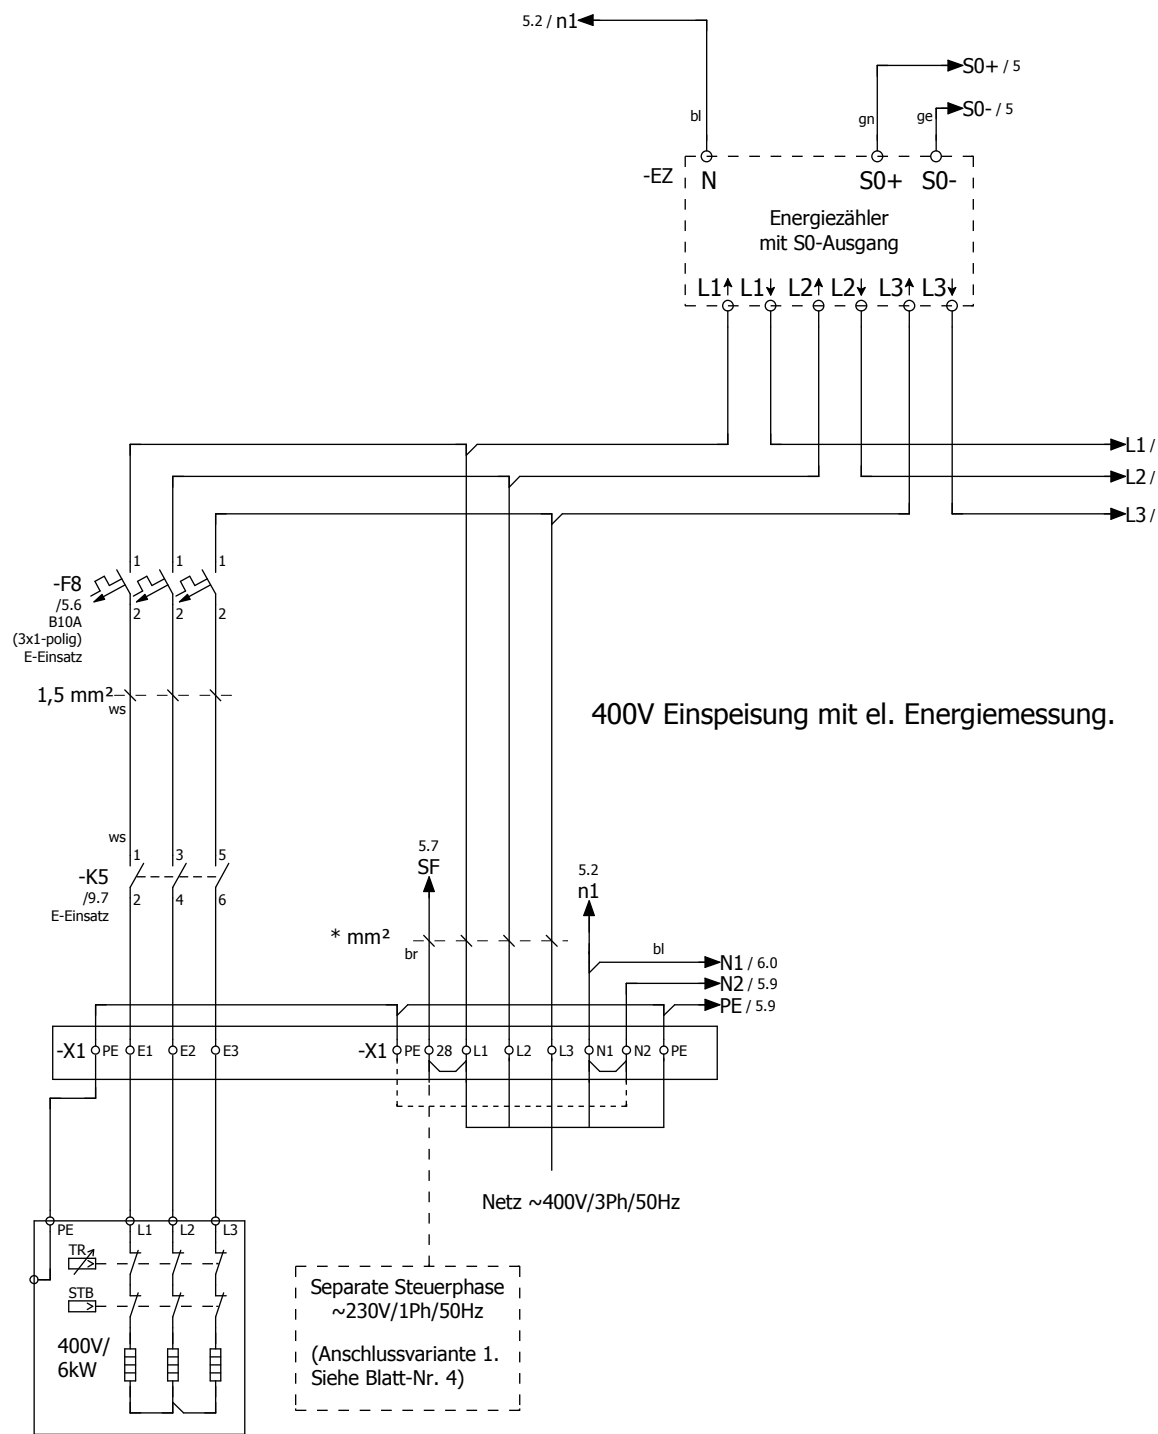 5.2 / n1
S0+ / 5
S0- / 5
bl
gn
ge
-EZ
N
S0+
S0-
Energiezähler
mit S0-Ausgang
L1 L1 L2 L2 L3 L3
L1 /
L2 /
L3 /
1 1 1
-F8
/5.6
B10A
(3x1-polig)
E-Einsatz
2 2 2
1,5 mm²
ws
400V Einspeisung mit el. Energiemessung.
ws
1 3 5
-K5
/9.7
E-Einsatz
2 4 6
5.7
SF
5.2
n1
* mm²
br
bl
N1 / 6.0
N2 / 5.9
PE / 5.9
-X1 PE E1 E2 E3
-X1 PE 28 L1 L2 L3 N1 N2 PE
Netz ~400V/3Ph/50Hz
PE L1 L2 L3
TR
STB
400V/
6kW
Separate Steuerphase
~230V/1Ph/50Hz
(Anschlussvariante 1.
Siehe Blatt-Nr. 4)